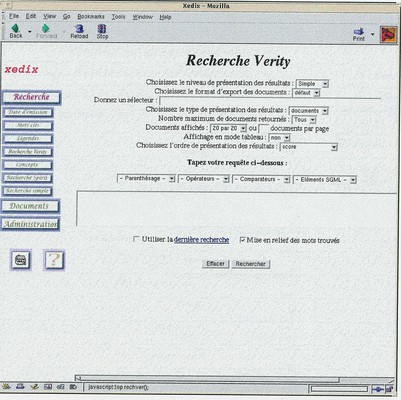 Xedix – Mozilla
File Edit View Go Bookmarks Tools Window Help
Back Forward Reload Stop Print
xedix
Recherche
Date d'émission
Mots clés
Légendes
Recherche Verity
Concepts
Recherche Spirit
Recherche simple
Documents
Administration
Recherche Verity
Choisissez le niveau de présentation des résultats : Simple
Choisissez le format d'export des documents : défaut
Donnez un sélecteur :
Choisissez le type de présentation des résultats : documents
Nombre maximum de documents retournés : Tous
Documents affichés : 20 par 20 ou documents par page
Affichage en mode tableau : non
Choisissez l'ordre de présentation des résultats : score
Tapez votre requête ci-dessous :
– Parenthésage – – Opérateurs – – Comparateurs – – Eléments SGML –
Utiliser la dernière recherche Mise en relief des mots trouvés
Effacer Rechercher
javascript:top.rechver();